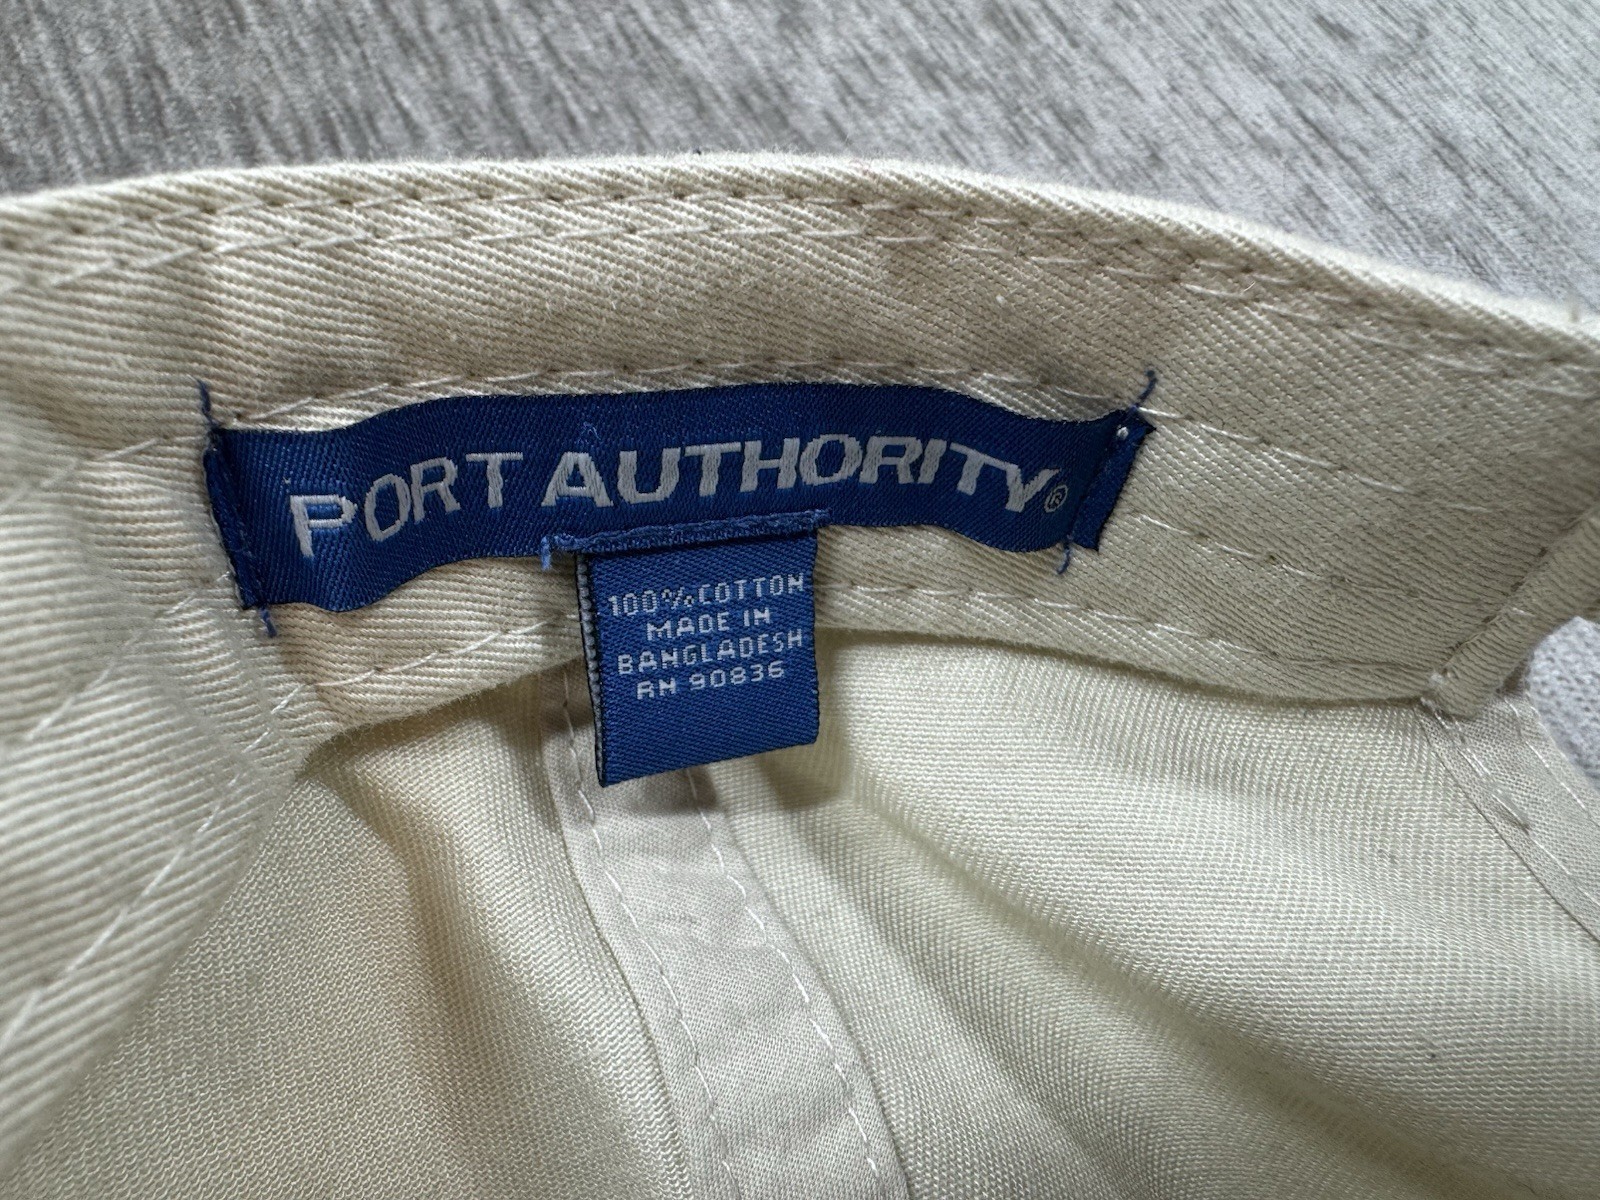 PORT AUTHORITY®
100% COTTON
MADE IN
BANGLADESH
RN 90836